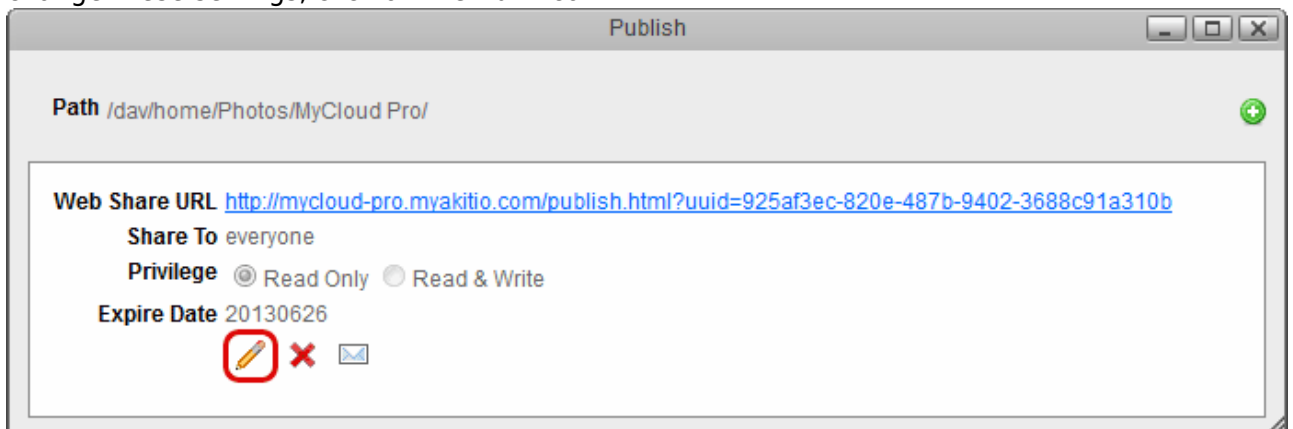 Publish
Path /dav/home/Photos/MyCloud Pro/
Web Share URL http://mycloud-pro.myakitio.com/publish.html?uuid=925af3ec-820e-487b-9402-3688c91a310b
Share To everyone
Privilege Read Only Read & Write
Expire Date 20130626